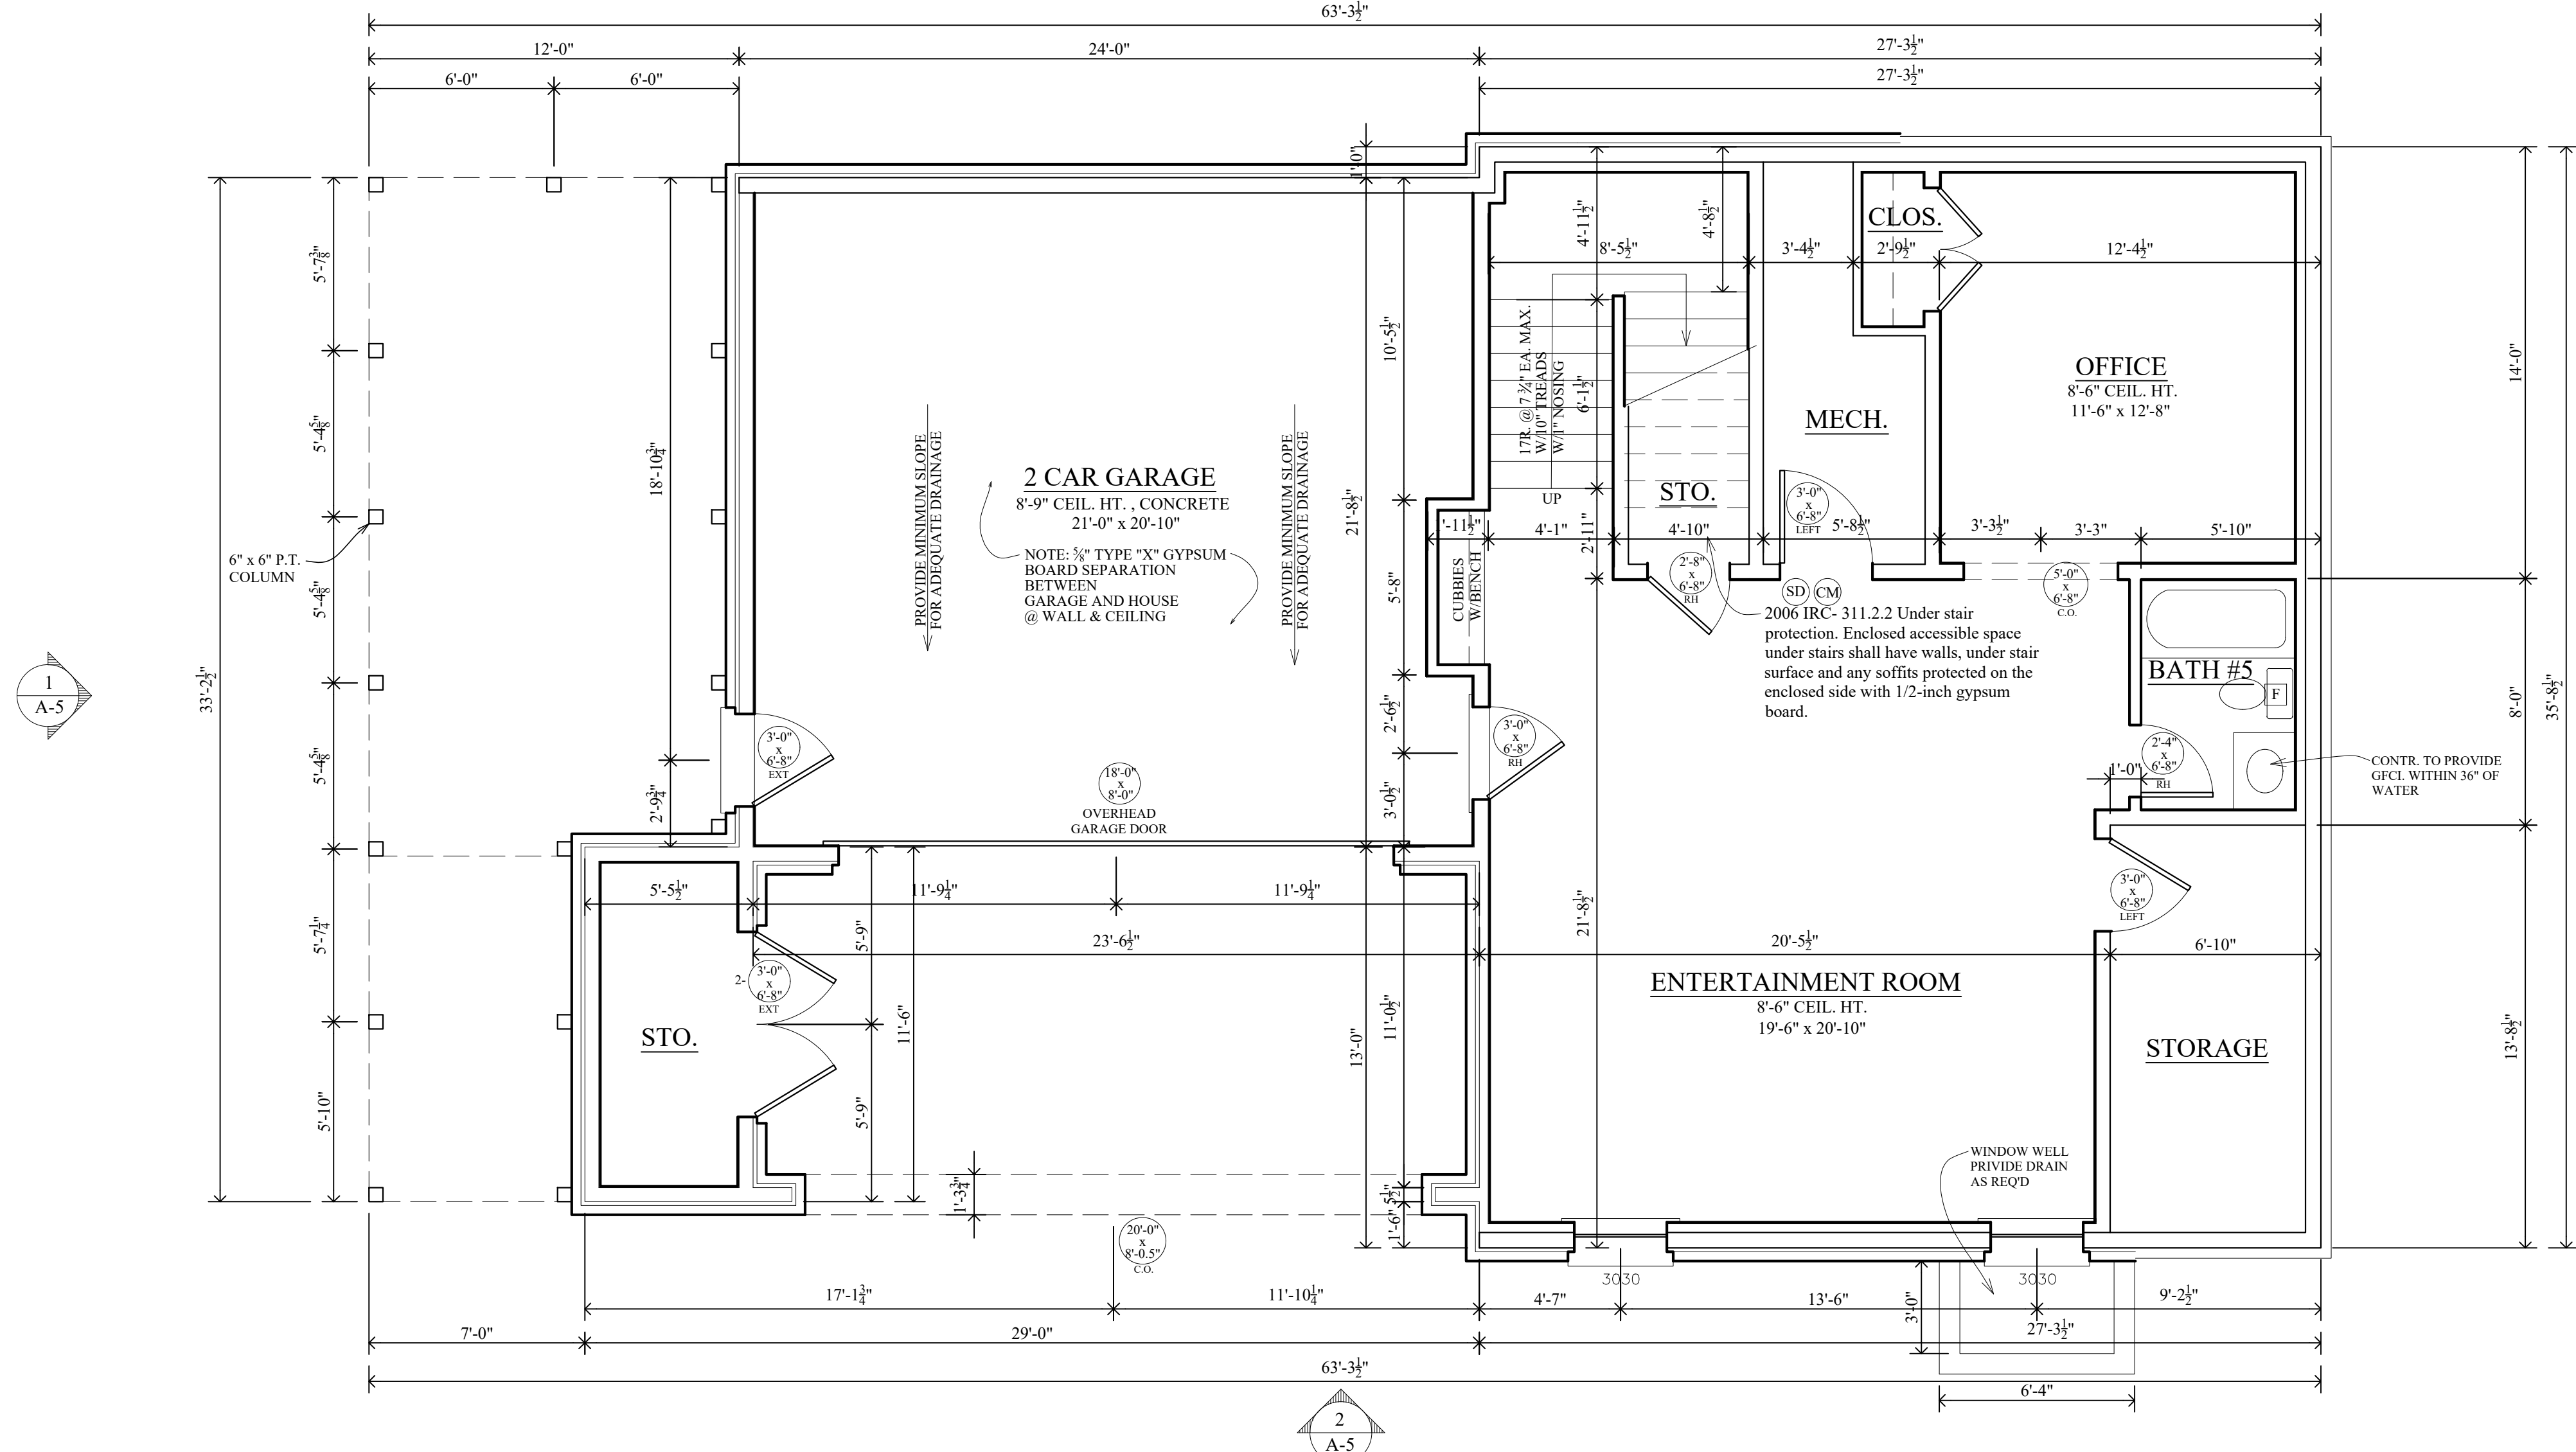 63'-3½"
12'-0"
24'-0"
27'-3½"
6'-0"
6'-0"
27'-3½"
1'-0"
4'-11½"
4'-8½"
CLOS.
8'-5½"
3'-4½"
2'-9½"
12'-4½"
5'-7⅜"
5'-4⅝"
5'-4⅝"
5'-4⅝"
5'-7¼"
5'-10"
33'-2½"
18'-10¾"
2'-9¾"
6" x 6" P.T.
COLUMN
1
A-5
PROVIDE MINIMUM SLOPE
FOR ADEQUATE DRAINAGE
2 CAR GARAGE
8'-9" CEIL. HT. , CONCRETE
21'-0" x 20'-10"
NOTE: ⅝" TYPE "X" GYPSUM
BOARD SEPARATION
BETWEEN
GARAGE AND HOUSE
@ WALL & CEILING
PROVIDE MINIMUM SLOPE
FOR ADEQUATE DRAINAGE
21'-8½"
10'-5½"
5'-8"
2'-6½"
3'-0½"
17R. @ 7 ¾" EA. MAX.
W/10" TREADS
W/1" NOSING
6'-1½"
2'-11"
UP
STO.
MECH.
OFFICE
8'-6" CEIL. HT.
11'-6" x 12'-8"
14'-0"
3'-0"
x
6'-8"
LEFT
'-11½"
4'-1"
4'-10"
5'-8½"
3'-3½"
3'-3"
5'-10"
CUBBIES
W/BENCH
2'-8"
x
6'-8"
RH
SD
CM
5'-0"
x
6'-8"
C.O.
2006 IRC- 311.2.2 Under stair
protection. Enclosed accessible space
under stairs shall have walls, under stair
surface and any soffits protected on the
enclosed side with 1/2-inch gypsum
board.
BATH #5
F
8'-0"
35'-8½"
3'-0"
x
6'-8"
EXT
3'-0"
x
6'-8"
RH
2'-4"
x
6'-8"
RH
1'-0"
CONTR. TO PROVIDE
GFCI. WITHIN 36" OF
WATER
18'-0"
x
8'-0"
OVERHEAD
GARAGE DOOR
5'-5½"
11'-9¼"
11'-9¼"
3'-0"
x
6'-8"
LEFT
23'-6½"
20'-5½"
6'-10"
5'-9"
11'-6"
5'-9"
21'-8½"
2-
3'-0"
x
6'-8"
EXT
STO.
ENTERTAINMENT ROOM
8'-6" CEIL. HT.
19'-6" x 20'-10"
STORAGE
13'-0"
11'-0½"
13'-8½"
1'-3¾"
5½"
1'-6"
WINDOW WELL
PRIVIDE DRAIN
AS REQ'D
20'-0"
x
8'-0.5"
C.O.
3030
3030
17'-1¾"
11'-10¼"
4'-7"
13'-6"
9'-2½"
3'-0"
7'-0"
29'-0"
27'-3½"
63'-3½"
6'-4"
2
A-5